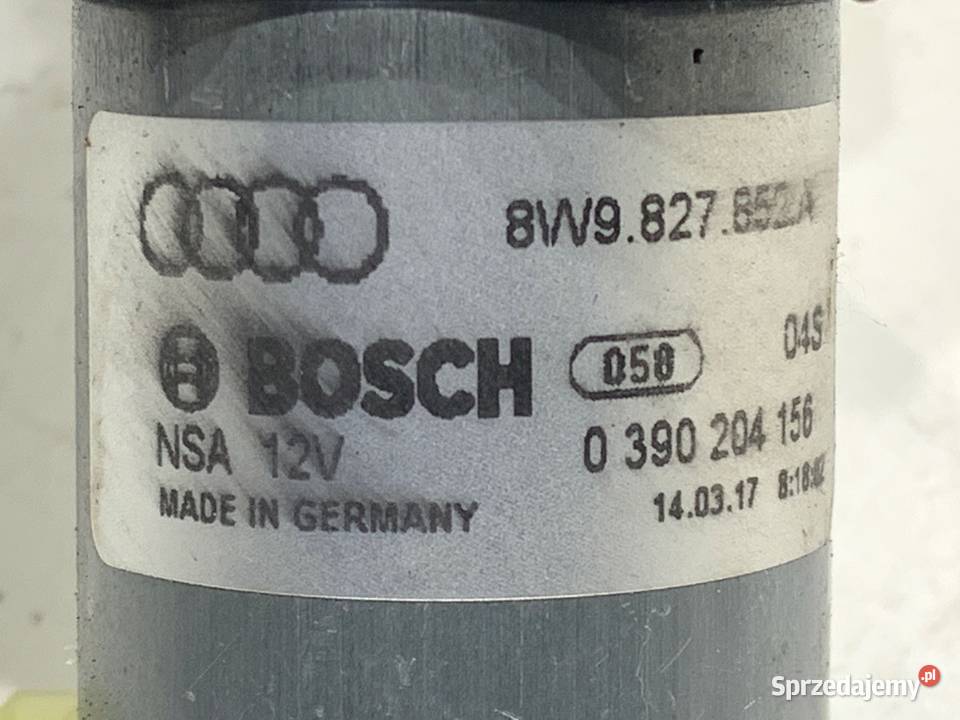 8W9.827.852A
BOSCH 058 04S
NSA 12V 0 390 204 156
MADE IN GERMANY 14.03.17
Sprzedajemy.pl